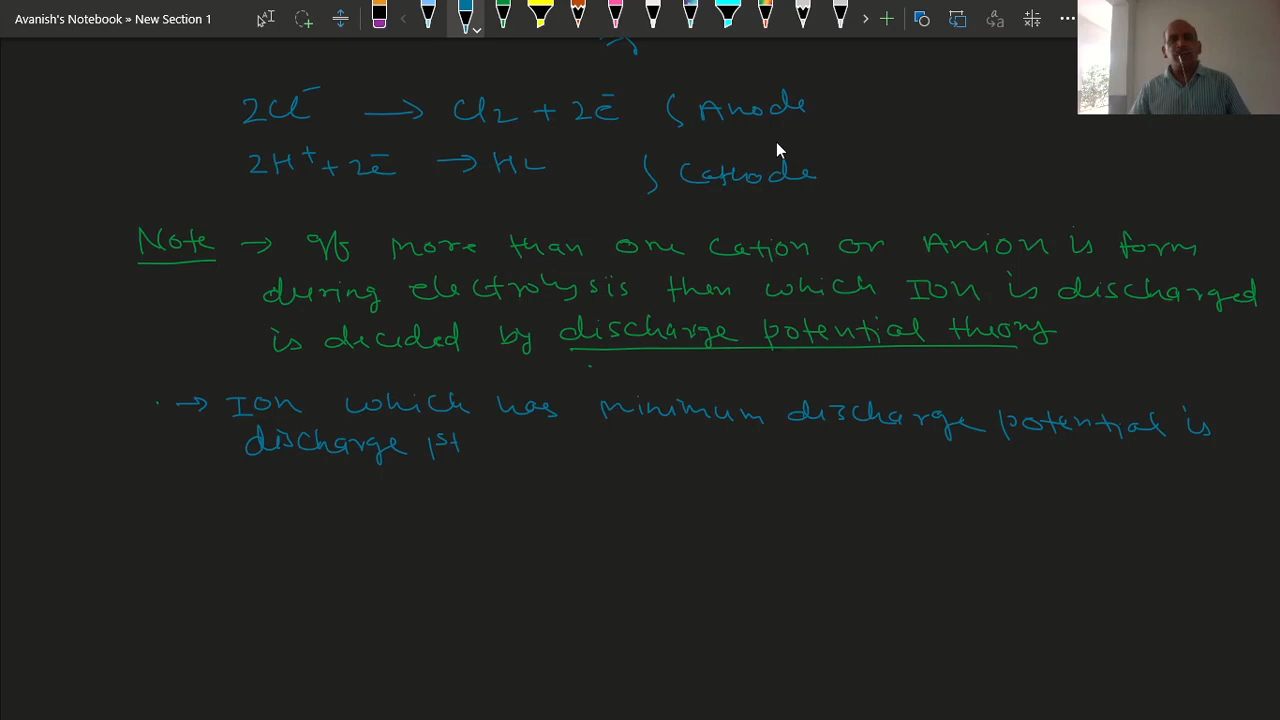 Avanish's Notebook » New Section 1
2Cl⁻ → Cl2 + 2e̅ } Anode
2H⁺ + 2e̅ → H2 } Cathode
Note → If more than one cation or Anion is form
during electrolysis then which Ion is discharged
is decided by discharge potential theory
→ Ion which has minimum discharge potential is
discharge 1st